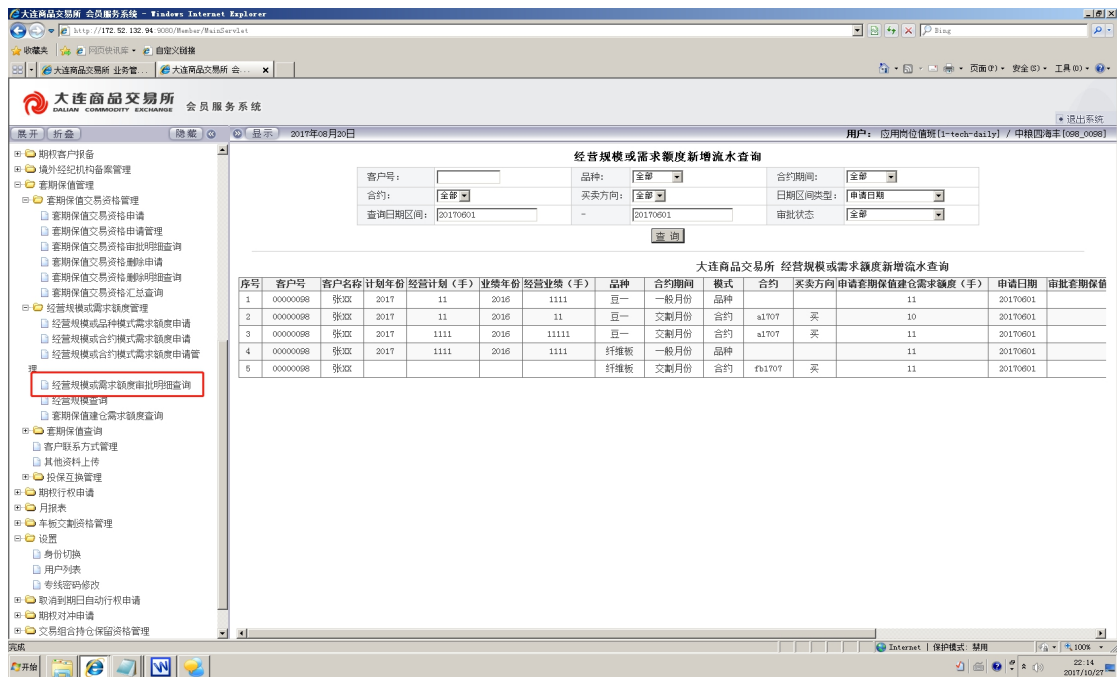 大连商品交易所 会员服务系统 - Windows Internet Explorer
http://172.52.132.94:9080/Member/MainServlet
Bing
收藏夹 网页快讯库 自定义链接
大连商品交易所 业务管... 大连商品交易所 会... 页面(P) 安全(S) 工具(O)
大连商品交易所 会员服务系统
DALIAN COMMODITY EXCHANGE
退出系统
展开 折叠 隐藏 显示 2017年08月20日 用户: 应用岗位值班[1-tech-daily] / 中粮四海丰[098_0098]
期权客户报备
境外经纪机构备案管理
套期保值管理
套期保值交易资格管理
套期保值交易资格申请
套期保值交易资格申请管理
套期保值交易资格审批明细查询
套期保值交易资格删除申请
套期保值交易资格删除明细查询
套期保值交易资格汇总查询
经营规模或需求额度管理
经营规模或品种模式需求额度申请
经营规模或合约模式需求额度申请
经营规模或合约模式需求额度申请管
理
经营规模或需求额度审批明细查询
经营规模查询
套期保值建仓需求额度查询
套期保值查询
客户联系方式管理
其他资料上传
投保互换管理
期权行权申请
月报表
车板交割资格管理
设置
身份切换
用户列表
专线密码修改
取消到期日自动行权申请
期权对冲申请
交易组合持仓保留资格管理
经营规模或需求额度新增流水查询
客户号: 品种: 全部 合约期间: 全部
合约: 全部 买卖方向: 全部 日期区间类型: 申请日期
查询日期区间: 20170601 - 20170601 审批状态 全部
查 询
大连商品交易所 经营规模或需求额度新增流水查询
序号 客户号 客户名称 计划年份 经营计划（手） 业绩年份 经营业绩（手） 品种 合约期间 模式 合约 买卖方向 申请套期保值建仓需求额度（手） 申请日期 审批套期保值
1 00000098 张XX 2017 11 2016 1111 豆一 一般月份 品种 11 20170601
2 00000098 张XX 2017 11 2016 11 豆一 交割月份 合约 a1707 买 10 20170601
3 00000098 张XX 2017 1111 2016 11111 豆一 交割月份 合约 a1707 买 11 20170601
4 00000098 张XX 2017 1111 2016 1111 纤维板 一般月份 品种 11 20170601
5 00000098 张XX 纤维板 交割月份 合约 fb1707 买 11 20170601
完成 Internet | 保护模式: 禁用 100%
开始 22:14
2017/10/27